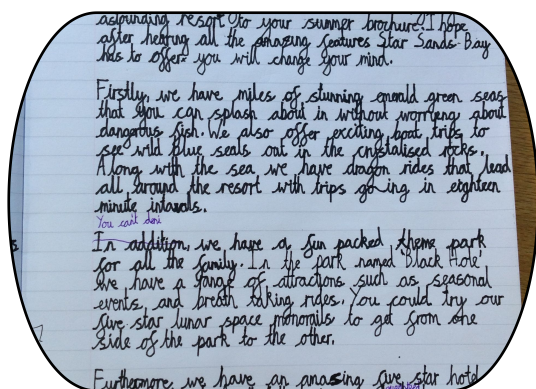 astounding resort to your summer brochure. I hope
after hearing all the amazing features Star Sands Bay
has to offer you will change your mind.
Firstly, we have miles of stunning emerald green seas
that you can splash about in without worrying about
dangerous fish. We also offer exciting boat trips to
see wild blue seals out in the crystalised rocks.
Along with the sea we have dragon rides that lead
all around the resort with trips going in eighteen
minute intavals.
You can't
In addition, we have a fun packed theme park
for all the family. In the park named 'Black Hole'
we have a range of attractions such as seasonal
events, and breath taking rides. You could try our
five star lunar space monorails to get from one
side of the park to the other.
Furthermore, we have an amasing five star hotel